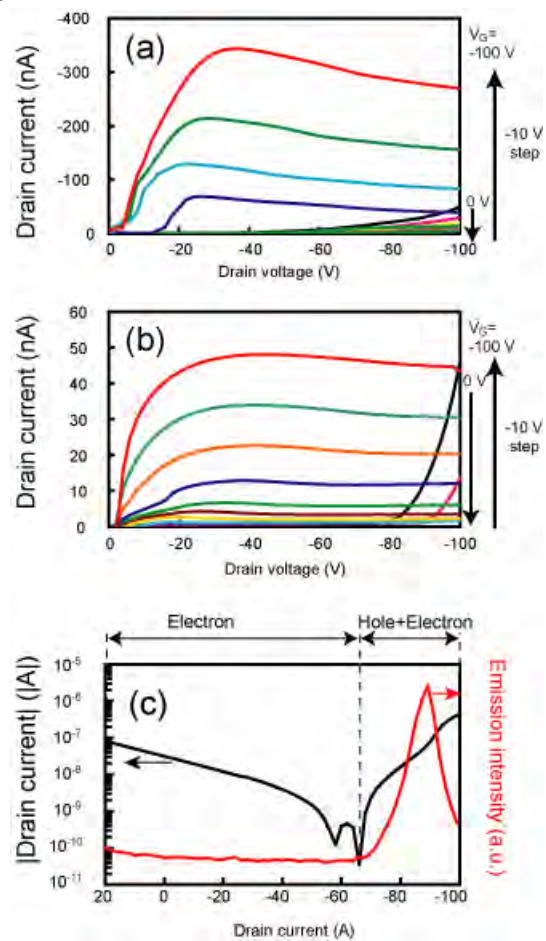 (a)
Drain current (nA)
-400
-300
-200
-100
0
0 -20 -40 -60 -80 -100
Drain voltage (V)
VG=
-100 V
-10 V
step
0 V
(b)
Drain current (nA)
60
50
40
30
20
10
0
0 -20 -40 -60 -80 -100
Drain voltage (V)
VG=
-100 V
0 V
-10 V
step
Electron
Hole+Electron
(c)
|Drain current| (|A|)
10-5
10-6
10-7
10-8
10-9
10-10
10-11
20 0 -20 -40 -60 -80 -100
Drain current (A)
Emission intensity (a.u.)